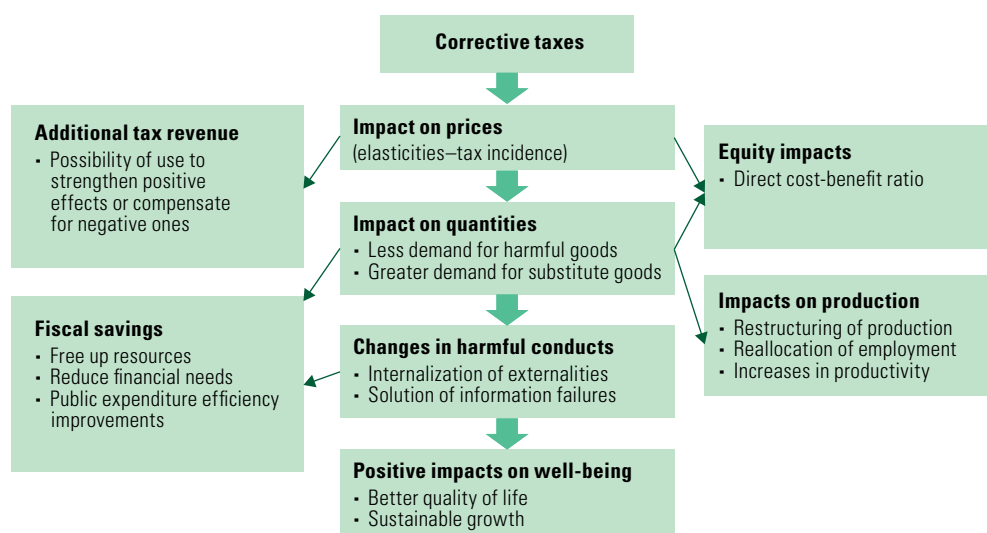 Corrective taxes
Additional tax revenue
▪ Possibility of use to
strengthen positive
effects or compensate
for negative ones
Impact on prices
(elasticities–tax incidence)
Equity impacts
▪ Direct cost-benefit ratio
Impact on quantities
▪ Less demand for harmful goods
▪ Greater demand for substitute goods
Fiscal savings
▪ Free up resources
▪ Reduce financial needs
▪ Public expenditure efficiency
improvements
Changes in harmful conducts
▪ Internalization of externalities
▪ Solution of information failures
Impacts on production
▪ Restructuring of production
▪ Reallocation of employment
▪ Increases in productivity
Positive impacts on well-being
▪ Better quality of life
▪ Sustainable growth